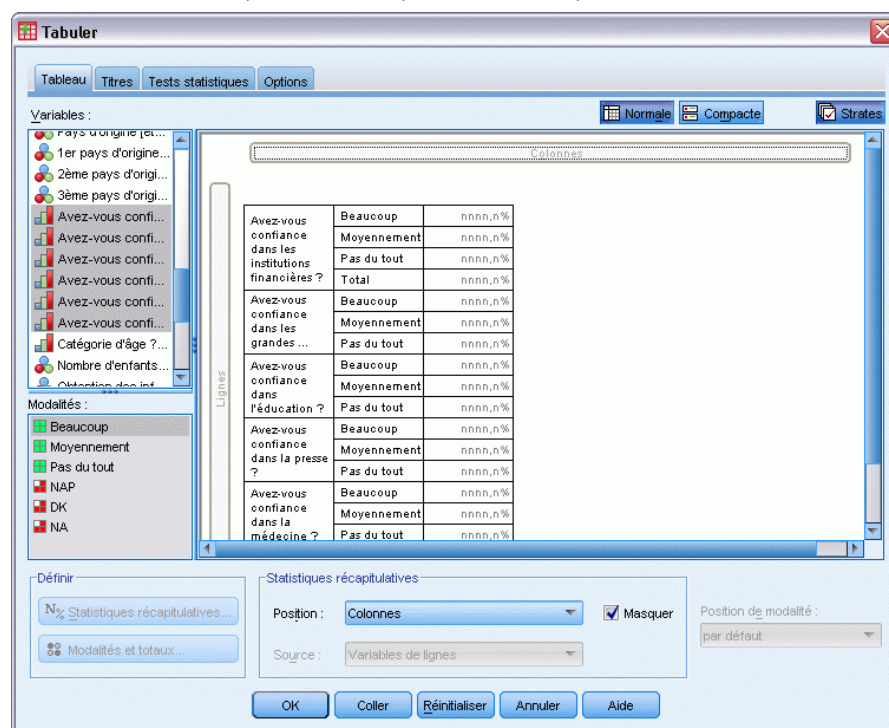 Tabuler
Tableau Titres Tests statistiques Options
Variables :
Normale Compacte Strates
Pays d'origine [et...
1er pays d'origine...
2ème pays d'origi...
3ème pays d'origi...
Avez-vous confi...
Avez-vous confi...
Avez-vous confi...
Avez-vous confi...
Avez-vous confi...
Avez-vous confi...
Catégorie d'âge ?...
Nombre d'enfants...
Obtention des inf...
Modalités :
Beaucoup
Moyennement
Pas du tout
NAP
DK
NA
Colonnes
Lignes
Avez-vous
confiance
dans les
institutions
financières ?
Beaucoup nnnn,n%
Moyennement nnnn,n%
Pas du tout nnnn,n%
Total nnnn,n%
Avez-vous
confiance
dans les
grandes ...
Beaucoup nnnn,n%
Moyennement nnnn,n%
Pas du tout nnnn,n%
Avez-vous
confiance
dans
l'éducation ?
Beaucoup nnnn,n%
Moyennement nnnn,n%
Pas du tout nnnn,n%
Avez-vous
confiance
dans la presse
?
Beaucoup nnnn,n%
Moyennement nnnn,n%
Pas du tout nnnn,n%
Avez-vous
confiance
dans la
médecine ?
Beaucoup nnnn,n%
Moyennement nnnn,n%
Pas du tout nnnn,n%
Définir
N% Statistiques récapitulatives...
Modalités et totaux...
Statistiques récapitulatives
Position : Colonnes Masquer
Source : Variables de lignes
Position de modalité :
par défaut
OK Coller Réinitialiser Annuler Aide